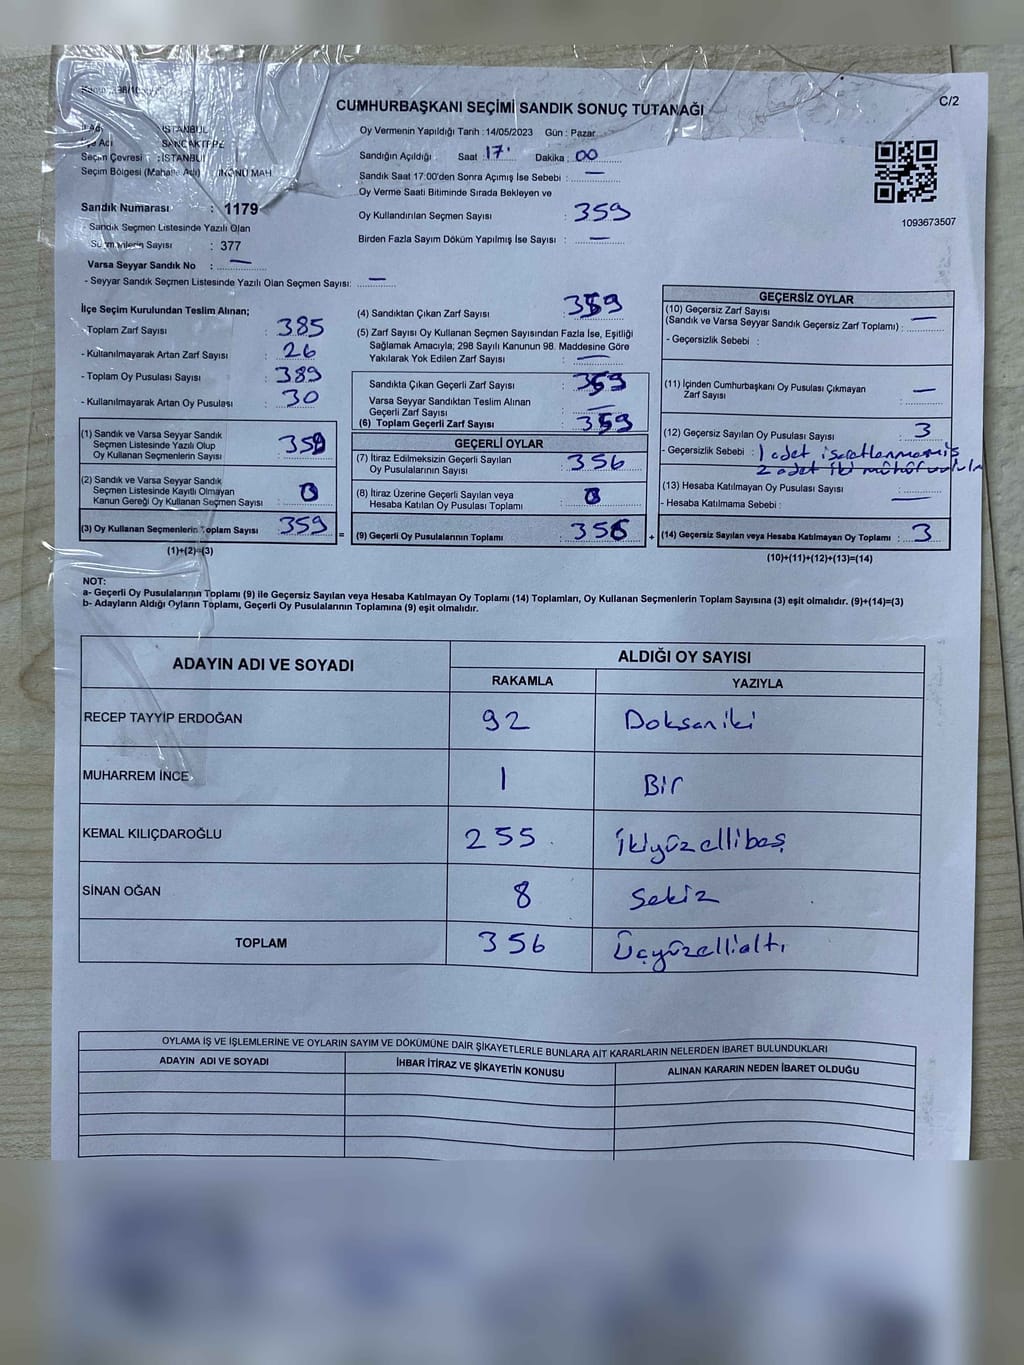 C/2
CUMHURBAŞKANI SEÇİMİ SANDIK SONUÇ TUTANAĞI
İSTANBUL
Adı SANCAKTEPE
Seçim Çevresi : İSTANBUL
Seçim Bölgesi (Mahalle Adı) İNÖNÜ MAH
Sandık Numarası : 1179
Sandık Seçmen Listesinde Yazılı Olan
Seçmenlerin Sayısı : 377
Varsa Seyyar Sandık No : —
- Seyyar Sandık Seçmen Listesinde Yazılı Olan Seçmen Sayısı: —
Oy Vermenin Yapıldığı Tarih : 14/05/2023 Gün : Pazar
Sandığın Açıldığı Saat 17. Dakika : 00
Sandık Saat 17:00'den Sonra Açımış İse Sebebi : —
Oy Verme Saati Bitiminde Sırada Bekleyen ve
Oy Kullandırılan Seçmen Sayısı : 359
Birden Fazla Sayım Döküm Yapılmış İse Sayısı : —
1093673507
İlçe Seçim Kurulundan Teslim Alınan;
- Toplam Zarf Sayısı : 385
- Kullanılmayarak Artan Zarf Sayısı : 26
- Toplam Oy Pusulası Sayısı : 389
- Kullanılmayarak Artan Oy Pusulası : 30
(1) Sandık ve Varsa Seyyar Sandık
Seçmen Listesinde Yazılı Olup
Oy Kullanan Seçmenlerin Sayısı : 359
(2) Sandık ve Varsa Seyyar Sandık
Seçmen Listesinde Kayıtlı Olmayan
Kanun Gereği Oy Kullanan Seçmen Sayısı : 0
(3) Oy Kullanan Seçmenlerin Toplam Sayısı : 359
(1)+(2)=(3)
(4) Sandıktan Çıkan Zarf Sayısı : 359
(5) Zarf Sayısı Oy Kullanan Seçmen Sayısından Fazla İse, Eşitliği
Sağlamak Amacıyla; 298 Sayılı Kanunun 98. Maddesine Göre
Yakılarak Yok Edilen Zarf Sayısı : —
Sandıkta Çıkan Geçerli Zarf Sayısı : 359
Varsa Seyyar Sandıktan Teslim Alınan
Geçerli Zarf Sayısı : —
(6) Toplam Geçerli Zarf Sayısı : 359
GEÇERLİ OYLAR
(7) İtiraz Edilmeksizin Geçerli Sayılan
Oy Pusulalarının Sayısı : 356
(8) İtiraz Üzerine Geçerli Sayılan veya
Hesaba Katılan Oy Pusulası Toplamı : 0
= (9) Geçerli Oy Pusulalarının Toplamı : 356 +
GEÇERSİZ OYLAR
(10) Geçersiz Zarf Sayısı
(Sandık ve Varsa Seyyar Sandık Geçersiz Zarf Toplamı) : —
- Geçersizlik Sebebi :
(11) İçinden Cumhurbaşkanı Oy Pusulası Çıkmayan
Zarf Sayısı : —
(12) Geçersiz Sayılan Oy Pusulası Sayısı : 3
- Geçersizlik Sebebi : 1 adet işaretlenmemiş
2 adet iki mühür
(13) Hesaba Katılmayan Oy Pusulası Sayısı : —
- Hesaba Katılmama Sebebi :
(14) Geçersiz Sayılan veya Hesaba Katılmayan Oy Toplamı : 3
(10)+(11)+(12)+(13)=(14)
NOT:
a- Geçerli Oy Pusulalarının Toplamı (9) ile Geçersiz Sayılan veya Hesaba Katılmayan Oy Toplamı (14) Toplamları, Oy Kullanan Seçmenlerin Toplam Sayısına (3) eşit olmalıdır. (9)+(14)=(3)
b- Adayların Aldığı Oyların Toplamı, Geçerli Oy Pusulalarının Toplamına (9) eşit olmalıdır.
ADAYIN ADI VE SOYADI ALDIĞI OY SAYISI
RAKAMLA YAZIYLA
RECEP TAYYİP ERDOĞAN 92 Doksaniki
MUHARREM İNCE 1 Bir
KEMAL KILIÇDAROĞLU 255 İkiyüzellibeş
SİNAN OĞAN 8 Sekiz
TOPLAM 356 Üçyüzellialtı
OYLAMA İŞ VE İŞLEMLERİNE VE OYLARIN SAYIM VE DÖKÜMÜNE DAİR ŞİKAYETLERLE BUNLARA AİT KARARLARIN NELERDEN İBARET BULUNDUKLARI
ADAYIN ADI VE SOYADI İHBAR İTİRAZ VE ŞİKAYETİN KONUSU ALINAN KARARIN NEDEN İBARET OLDUĞU